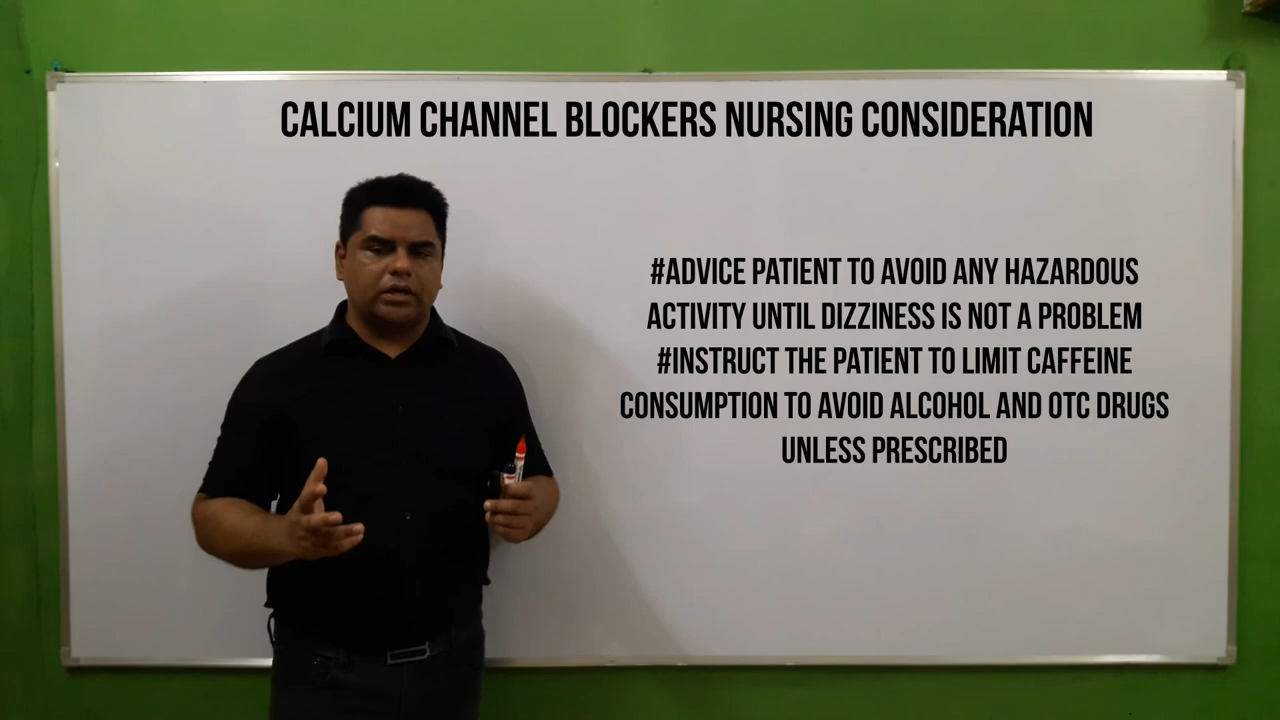 CALCIUM CHANNEL BLOCKERS NURSING CONSIDERATION
#ADVICE PATIENT TO AVOID ANY HAZARDOUS
ACTIVITY UNTIL DIZZINESS IS NOT A PROBLEM
#INSTRUCT THE PATIENT TO LIMIT CAFFEINE
CONSUMPTION TO AVOID ALCOHOL AND OTC DRUGS
UNLESS PRESCRIBED